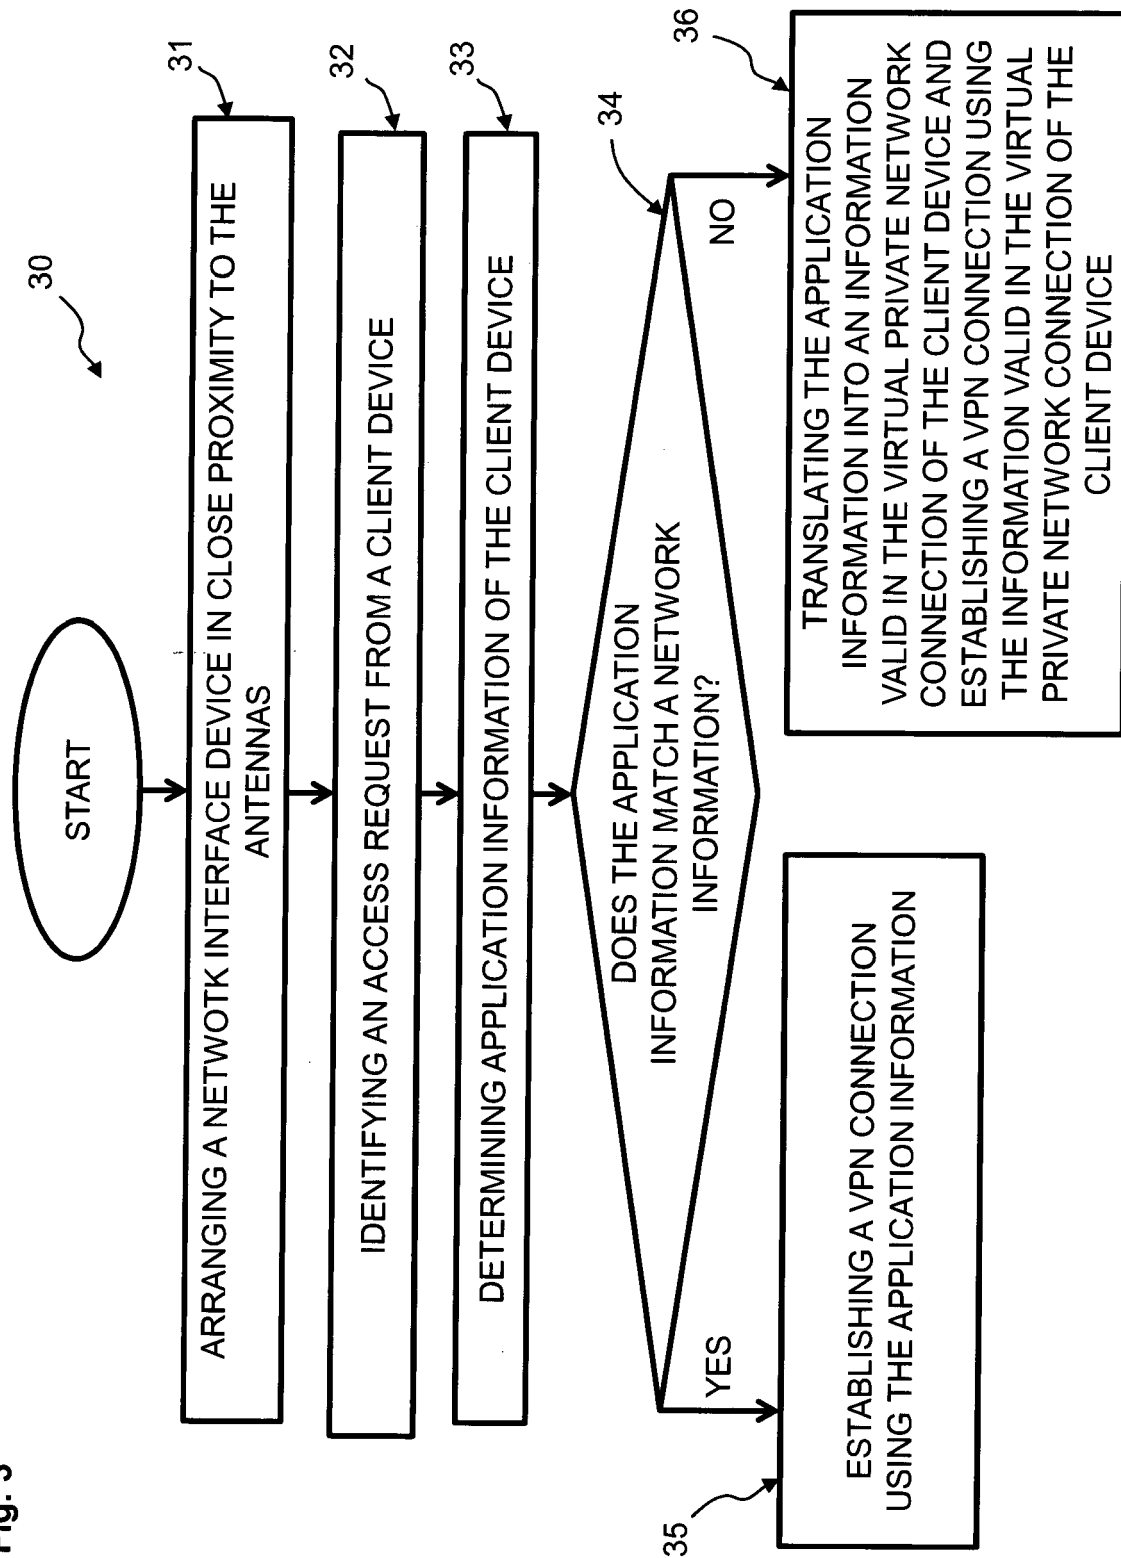 Fig. 3
30
START
31
ARRANGING A NETWOTK INTERFACE DEVICE IN CLOSE PROXIMITY TO THE
ANTENNAS
32
IDENTIFYING AN ACCESS REQUEST FROM A CLIENT DEVICE
33
DETERMINING APPLICATION INFORMATION OF THE CLIENT DEVICE
34
DOES THE APPLICATION
INFORMATION MATCH A NETWORK
INFORMATION?
YES
NO
35
ESTABLISHING A VPN CONNECTION
USING THE APPLICATION INFORMATION
36
TRANSLATING THE APPLICATION
INFORMATION INTO AN INFORMATION
VALID IN THE VIRTUAL PRIVATE NETWORK
CONNECTION OF THE CLIENT DEVICE AND
ESTABLISHING A VPN CONNECTION USING
THE INFORMATION VALID IN THE VIRTUAL
PRIVATE NETWORK CONNECTION OF THE
CLIENT DEVICE